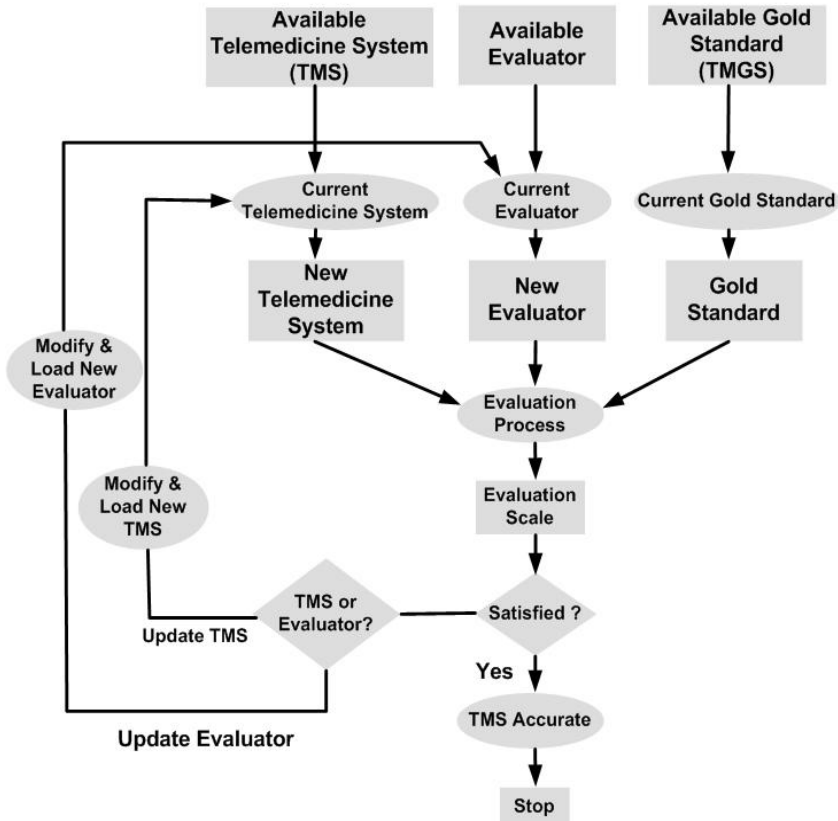 Available
Telemedicine System
(TMS)
Available
Evaluator
Available Gold
Standard
(TMGS)
Current
Telemedicine System
Current
Evaluator
Current Gold Standard
New
Telemedicine
System
New
Evaluator
Gold
Standard
Modify &
Load New
Evaluator
Evaluation
Process
Modify &
Load New
TMS
Evaluation
Scale
TMS or
Evaluator?
Satisfied ?
Update TMS
Yes
TMS Accurate
Update Evaluator
Stop